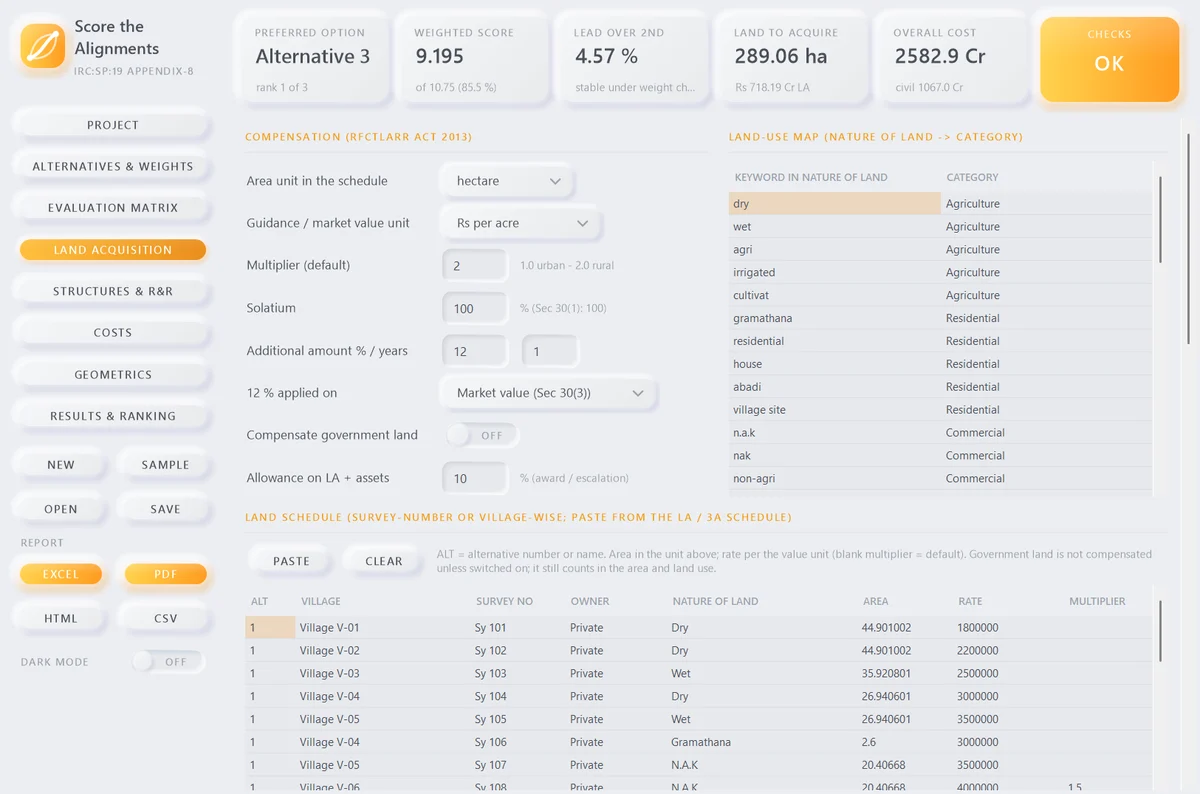 Score the
Alignments
IRC:SP:19 APPENDIX-8
PREFERRED OPTION
Alternative 3
rank 1 of 3
WEIGHTED SCORE
9.195
of 10.75 (85.5 %)
LEAD OVER 2ND
4.57 %
stable under weight ch...
LAND TO ACQUIRE
289.06 ha
Rs 718.19 Cr LA
OVERALL COST
2582.9 Cr
civil 1067.0 Cr
CHECKS
OK
PROJECT
ALTERNATIVES & WEIGHTS
EVALUATION MATRIX
LAND ACQUISITION
STRUCTURES & R&R
COSTS
GEOMETRICS
RESULTS & RANKING
NEW SAMPLE
OPEN SAVE
REPORT
EXCEL PDF
HTML CSV
DARK MODE OFF
COMPENSATION (RFCTLARR ACT 2013)
Area unit in the schedule hectare
Guidance / market value unit Rs per acre
Multiplier (default) 2 1.0 urban - 2.0 rural
Solatium 100 % (Sec 30(1): 100)
Additional amount % / years 12 1
12 % applied on Market value (Sec 30(3))
Compensate government land OFF
Allowance on LA + assets 10 % (award / escalation)
LAND-USE MAP (NATURE OF LAND -> CATEGORY)
KEYWORD IN NATURE OF LAND CATEGORY
dry Agriculture
wet Agriculture
agri Agriculture
irrigated Agriculture
cultivat Agriculture
gramathana Residential
residential Residential
house Residential
abadi Residential
village site Residential
n.a.k Commercial
nak Commercial
non-agri Commercial
LAND SCHEDULE (SURVEY-NUMBER OR VILLAGE-WISE; PASTE FROM THE LA / 3A SCHEDULE)
PASTE CLEAR
ALT = alternative number or name. Area in the unit above; rate per the value unit (blank multiplier = default). Government land is not compensated
unless switched on; it still counts in the area and land use.
ALT VILLAGE SURVEY NO OWNER NATURE OF LAND AREA RATE MULTIPLIER
1 Village V-01 Sy 101 Private Dry 44.901002 1800000
1 Village V-02 Sy 102 Private Dry 44.901002 2200000
1 Village V-03 Sy 103 Private Wet 35.920801 2500000
1 Village V-04 Sy 104 Private Dry 26.940601 3000000
1 Village V-05 Sy 105 Private Wet 26.940601 3500000
1 Village V-04 Sy 106 Private Gramathana 2.6 3000000
1 Village V-05 Sy 107 Private N.A.K 20.40668 3500000
1 Village V-06 Sy 108 Private N.A.K 20.40668 4000000 1.5